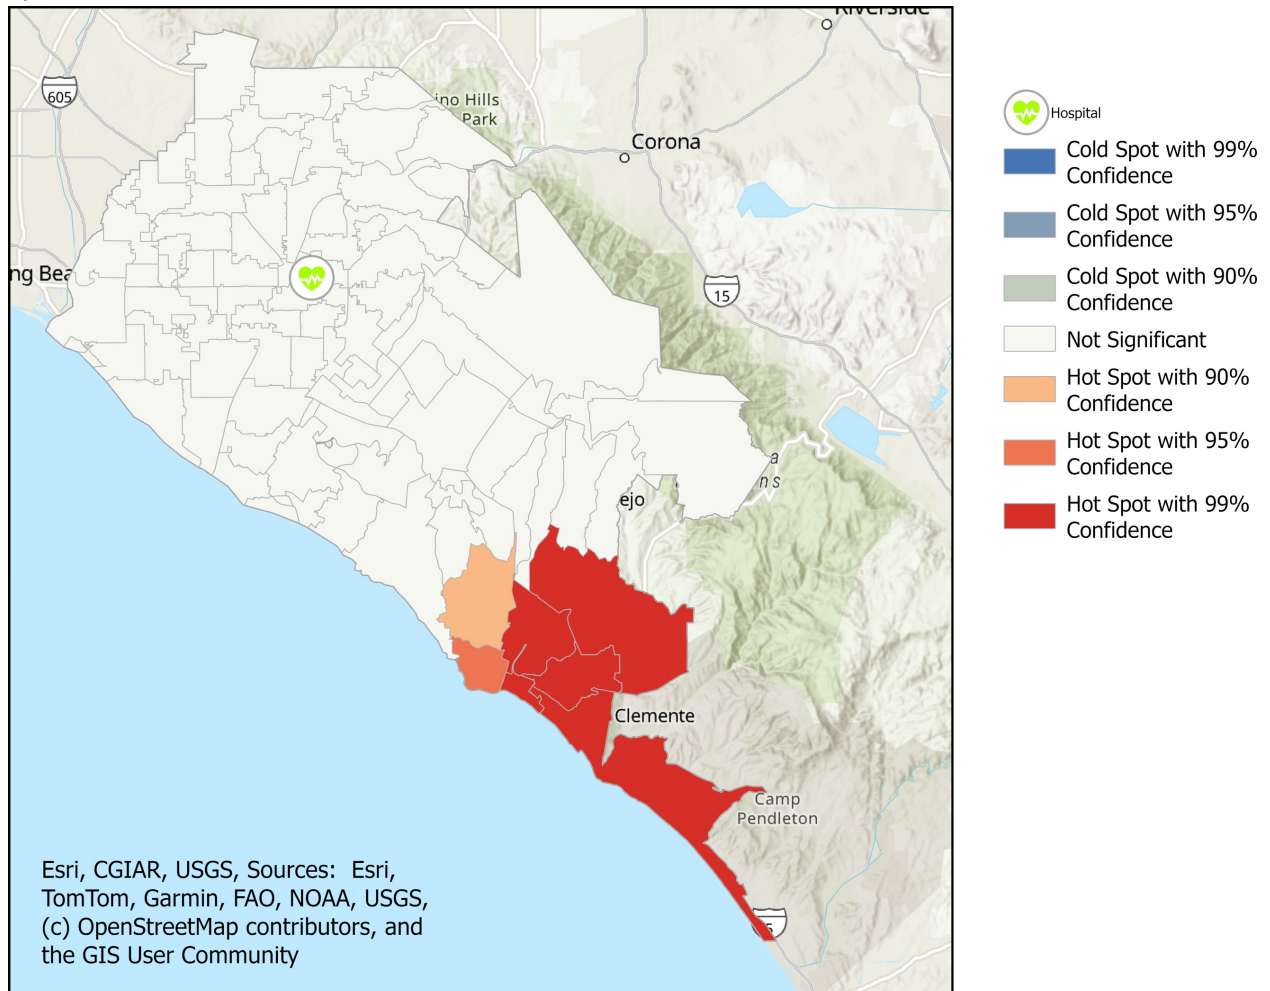 Riverside
605
ino Hills
Park
Corona
ng Bea
15
a
ns
ejo
Clemente
Camp
Pendleton
5
Esri, CGIAR, USGS, Sources: Esri,
TomTom, Garmin, FAO, NOAA, USGS,
(c) OpenStreetMap contributors, and
the GIS User Community
Hospital
Cold Spot with 99%
Confidence
Cold Spot with 95%
Confidence
Cold Spot with 90%
Confidence
Not Significant
Hot Spot with 90%
Confidence
Hot Spot with 95%
Confidence
Hot Spot with 99%
Confidence